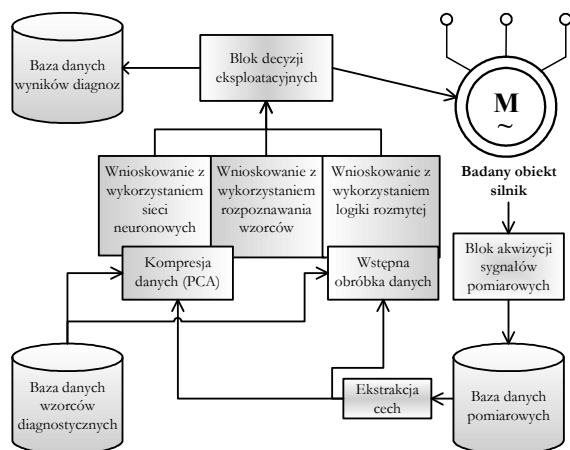 Baza danych
wyników diagnoz
Blok decyzji
eksploatacyjnych
M
~
Badany obiekt
silnik
Wnioskowanie z
wykorzystaniem
sieci
neuronowych
Wnioskowanie z
wykorzystaniem
rozpoznawania
wzorców
Wnioskowanie z
wykorzystaniem
logiki rozmytej
Kompresja
danych (PCA)
Wstępna
obróbka danych
Blok akwizycji
sygnałów
pomiarowych
Baza danych
wzorców
diagnostycznych
Ekstrakcja
cech
Baza danych
pomiarowych